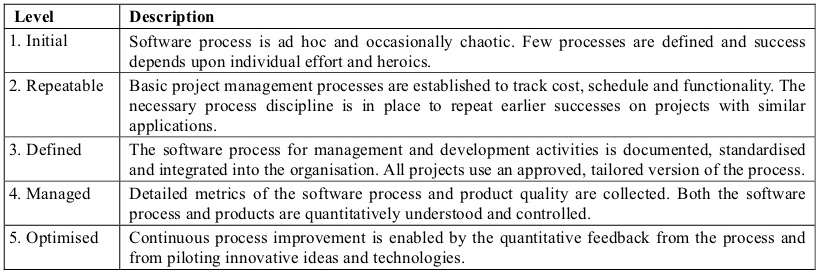 Level Description
1. Initial Software process is ad hoc and occasionally chaotic. Few processes are defined and success
depends upon individual effort and heroics.
2. Repeatable Basic project management processes are established to track cost, schedule and functionality. The
necessary process discipline is in place to repeat earlier successes on projects with similar
applications.
3. Defined The software process for management and development activities is documented, standardised
and integrated into the organisation. All projects use an approved, tailored version of the process.
4. Managed Detailed metrics of the software process and product quality are collected. Both the software
process and products are quantitatively understood and controlled.
5. Optimised Continuous process improvement is enabled by the quantitative feedback from the process and
from piloting innovative ideas and technologies.